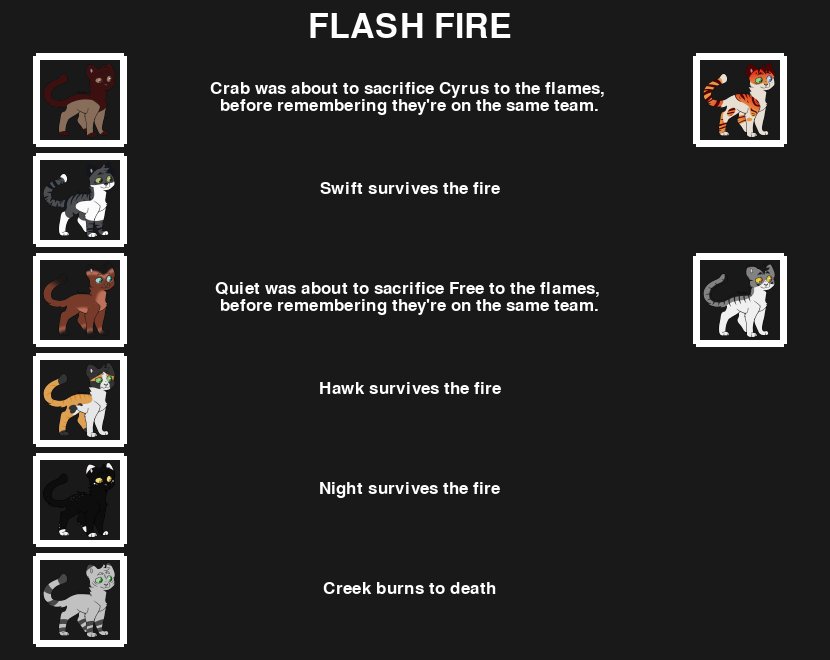 FLASH FIRE
Crab was about to sacrifice Cyrus to the flames,
before remembering they're on the same team.
Swift survives the fire
Quiet was about to sacrifice Free to the flames,
before remembering they're on the same team.
Hawk survives the fire
Night survives the fire
Creek burns to death